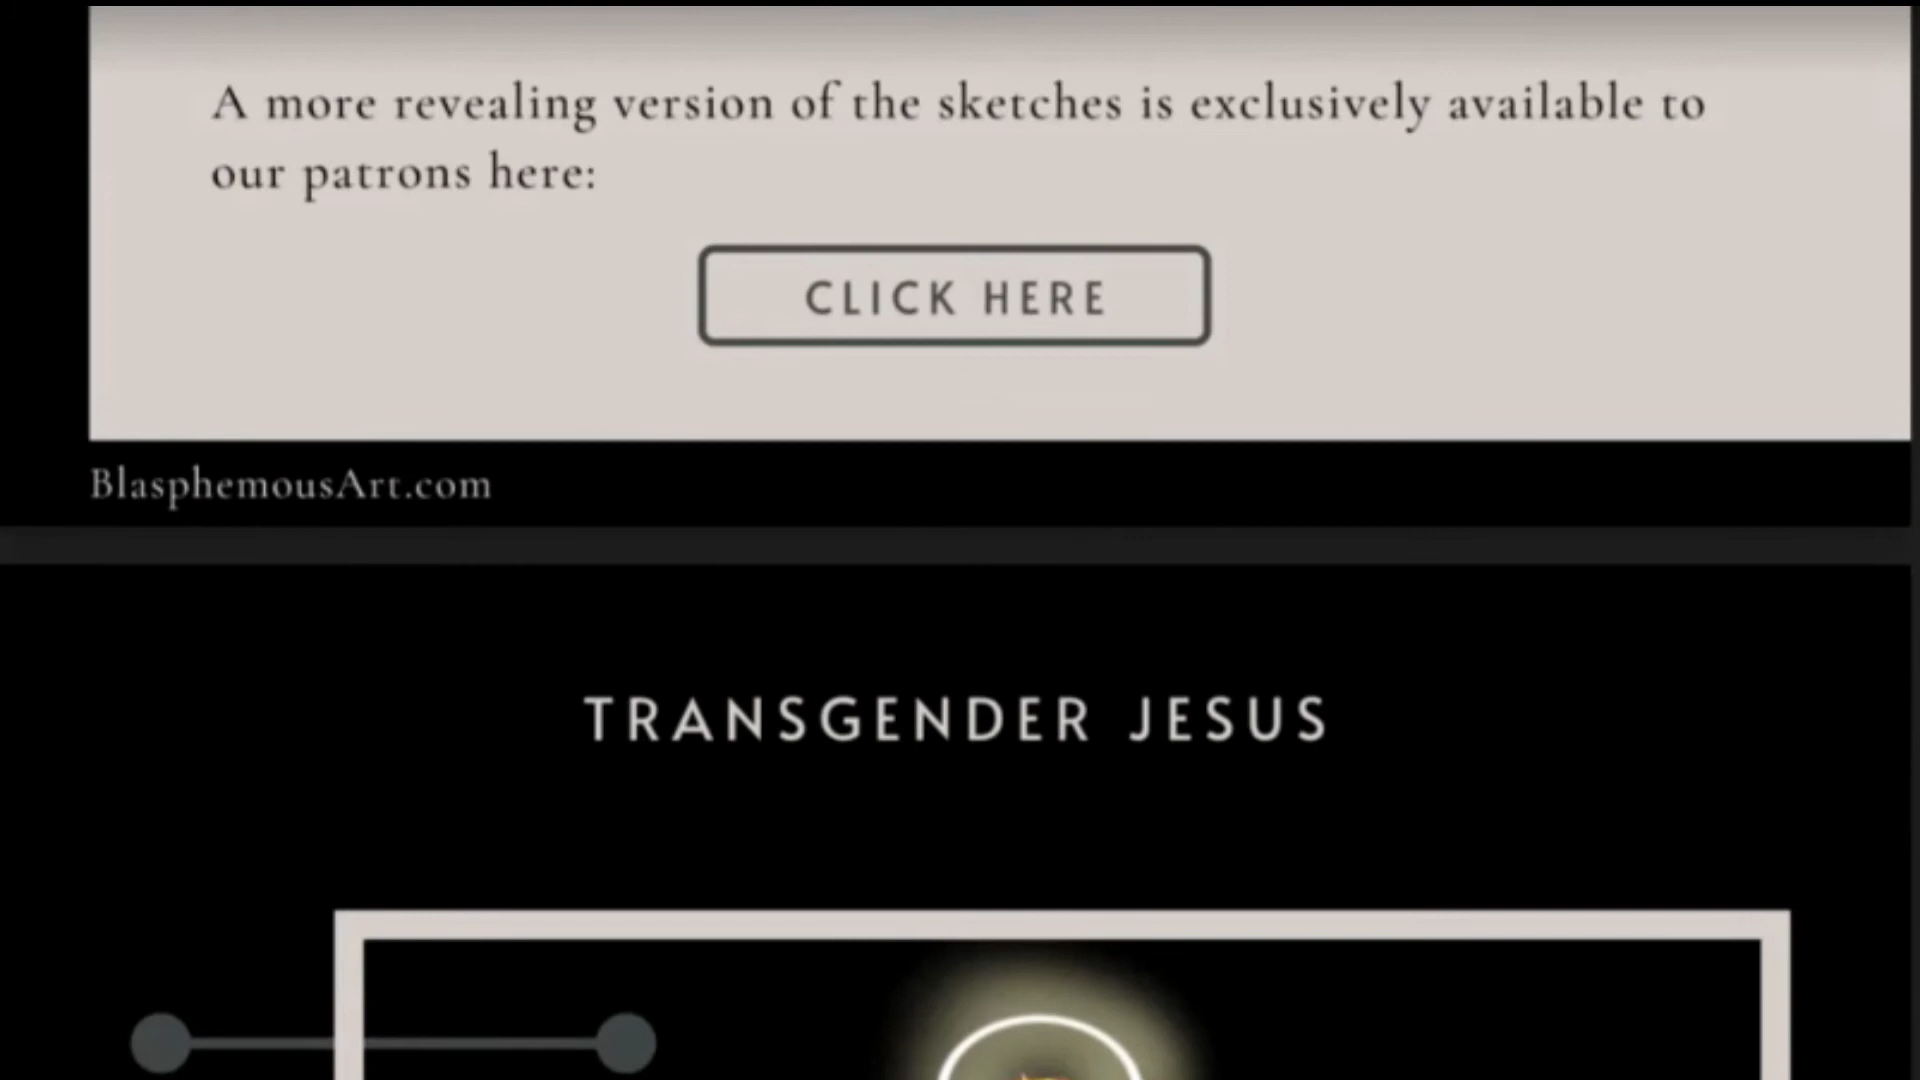 A more revealing version of the sketches is exclusively available to
our patrons here:
CLICK HERE
BlasphemousArt.com
TRANSGENDER JESUS